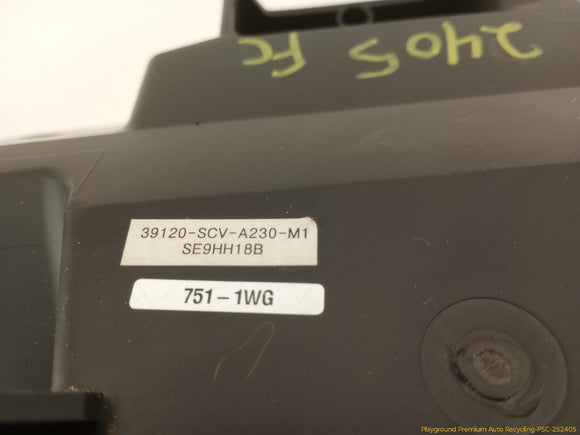 2405 FC
39120-SCV-A230-M1
SE9HH18B
751-1WG
Playground Premium Auto Recycling-PSC-252405